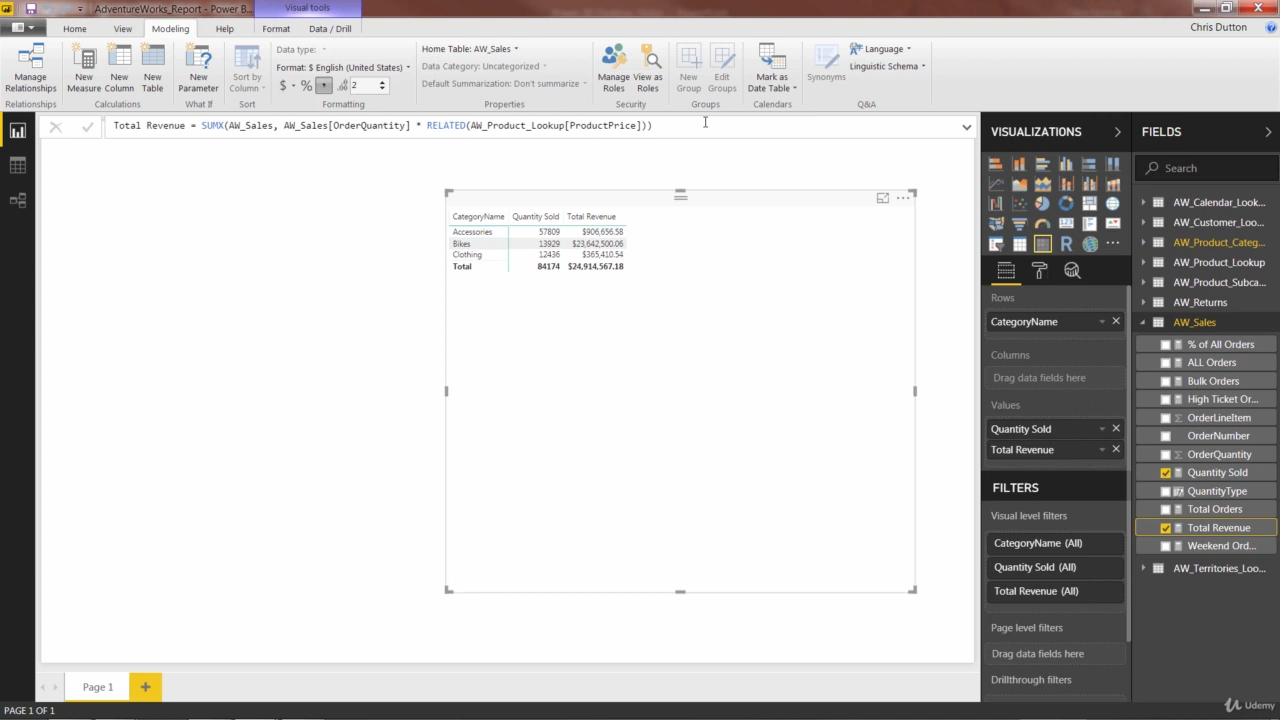 AdventureWorks_Report - Power B...
Visual tools
Home
View
Modeling
Help
Format
Data / Drill
Chris Dutton
Manage
Relationships
Relationships
New
Measure
New
Column
New
Table
Calculations
New
Parameter
What If
Sort by
Column
Sort
Data type:
Format: $ English (United States)
$ % , .00 2
Formatting
Home Table: AW_Sales
Data Category: Uncategorized
Default Summarization: Don't summarize
Properties
Manage
Roles
View as
Roles
Security
New
Group
Edit
Groups
Groups
Mark as
Date Table
Calendars
Synonyms
Language
Linguistic Schema
Q&A
Total Revenue = SUMX(AW_Sales, AW_Sales[OrderQuantity] * RELATED(AW_Product_Lookup[ProductPrice]))
CategoryName Quantity Sold Total Revenue
Accessories 57809 $906,656.58
Bikes 13929 $23,642,500.06
Clothing 12436 $365,410.54
Total 84174 $24,914,567.18
VISUALIZATIONS
R
Rows
CategoryName
Columns
Drag data fields here
Values
Quantity Sold
Total Revenue
FILTERS
Visual level filters
CategoryName (All)
Quantity Sold (All)
Total Revenue (All)
Page level filters
Drag data fields here
Drillthrough filters
FIELDS
Search
AW_Calendar_Look...
AW_Customer_Loo...
AW_Product_Categ...
AW_Product_Lookup
AW_Product_Subca...
AW_Returns
AW_Sales
% of All Orders
ALL Orders
Bulk Orders
High Ticket Or...
OrderLineItem
OrderNumber
OrderQuantity
Quantity Sold
QuantityType
Total Orders
Total Revenue
Weekend Ord...
AW_Territories_Loo...
Page 1
PAGE 1 OF 1
Udemy